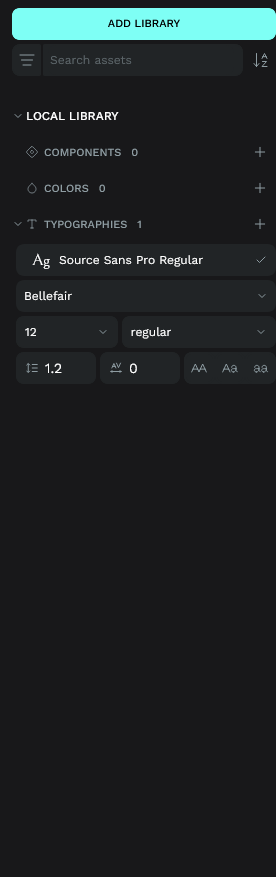 ADD LIBRARY
Search assets
LOCAL LIBRARY
COMPONENTS 0
COLORS 0
TYPOGRAPHIES 1
Ag Source Sans Pro Regular
Bellefair
12 regular
1.2 AV 0 AA Aa aa